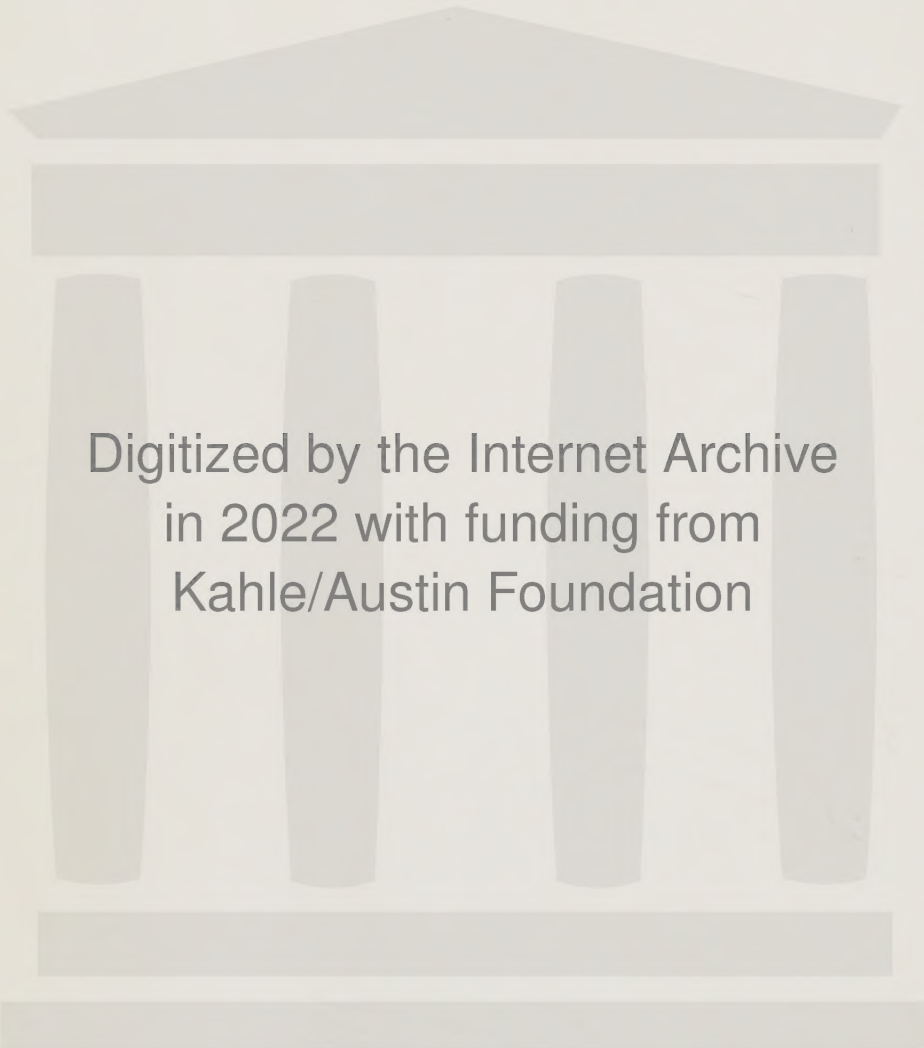 Digitized by the Internet Archive
in 2022 with funding from
Kahle/Austin Foundation